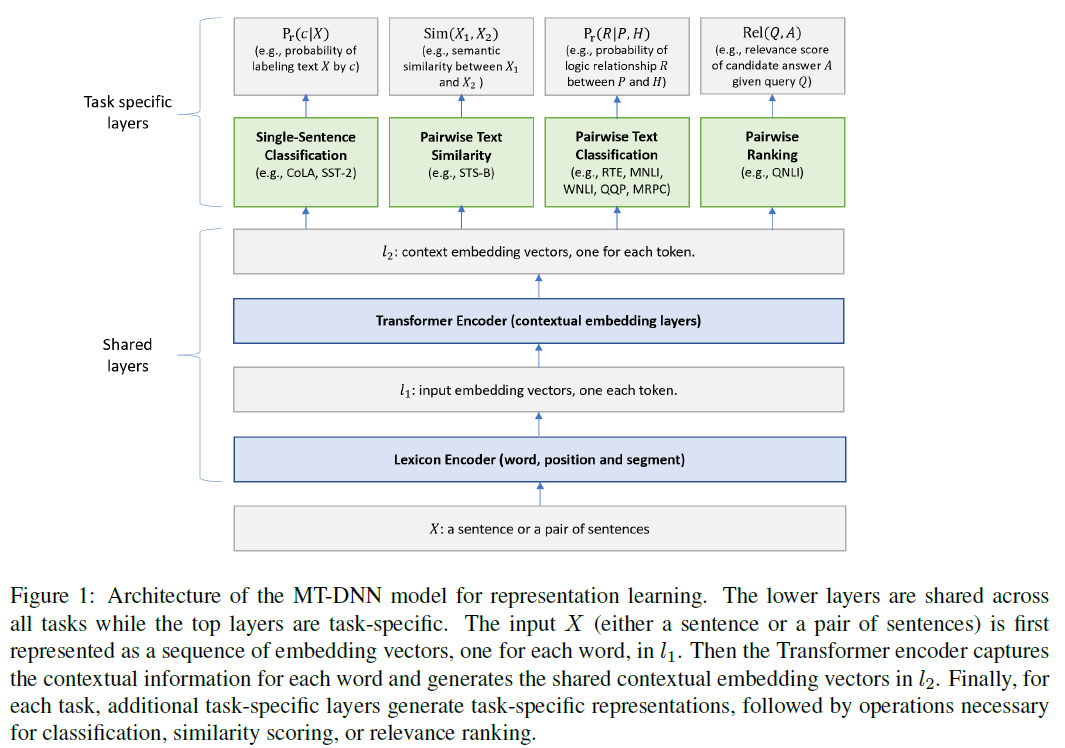 P_r(c|X)
(e.g., probability of
labeling text X by c)
Sim(X_1, X_2)
(e.g., semantic
similarity between X_1
and X_2 )
P_r(R|P, H)
(e.g., probability of
logic relationship R
between P and H)
Rel(Q, A)
(e.g., relevance score
of candidate answer A
given query Q)
Task specific
layers
Single-Sentence
Classification
(e.g., CoLA, SST-2)
Pairwise Text
Similarity
(e.g., STS-B)
Pairwise Text
Classification
(e.g., RTE, MNLI,
WNLI, QQP, MRPC)
Pairwise
Ranking
(e.g., QNLI)
Shared
layers
l_2: context embedding vectors, one for each token.
Transformer Encoder (contextual embedding layers)
l_1: input embedding vectors, one each token.
Lexicon Encoder (word, position and segment)
X: a sentence or a pair of sentences
Figure 1: Architecture of the MT-DNN model for representation learning. The lower layers are shared across
all tasks while the top layers are task-specific. The input X (either a sentence or a pair of sentences) is first
represented as a sequence of embedding vectors, one for each word, in l_1. Then the Transformer encoder captures
the contextual information for each word and generates the shared contextual embedding vectors in l_2. Finally, for
each task, additional task-specific layers generate task-specific representations, followed by operations necessary
for classification, similarity scoring, or relevance ranking.